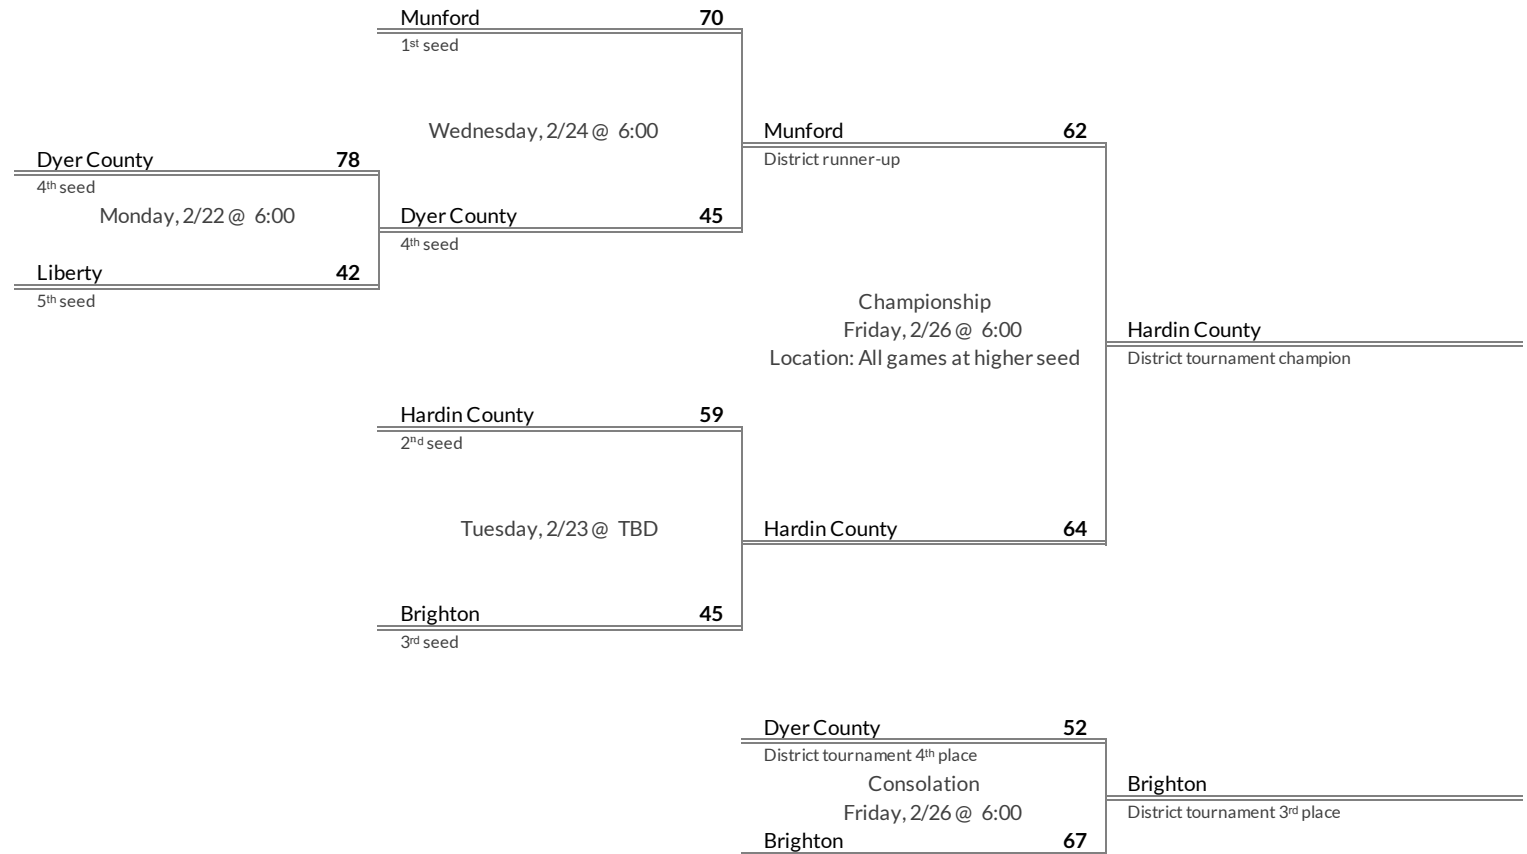 Munford 70
1st seed
Wednesday, 2/24 @ 6:00
Munford 62
District runner-up
Dyer County 78
4th seed
Monday, 2/22 @ 6:00
Dyer County 45
4th seed
Liberty 42
5th seed
Championship
Friday, 2/26 @ 6:00
Location: All games at higher seed
Hardin County
District tournament champion
Hardin County 59
2nd seed
Tuesday, 2/23 @ TBD
Hardin County 64
Brighton 45
3rd seed
Dyer County 52
District tournament 4th place
Consolation
Friday, 2/26 @ 6:00
Brighton
District tournament 3rd place
Brighton 67